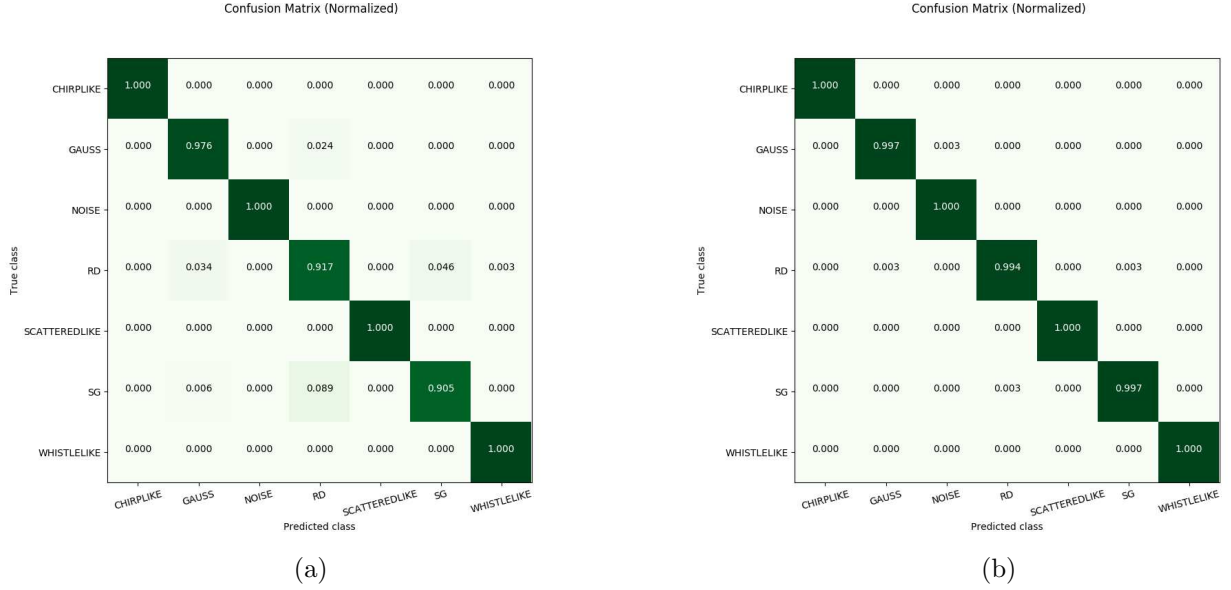 Confusion Matrix (Normalized)
True class
CHIRPLIKE 1.000 0.000 0.000 0.000 0.000 0.000 0.000
GAUSS 0.000 0.976 0.000 0.024 0.000 0.000 0.000
NOISE 0.000 0.000 1.000 0.000 0.000 0.000 0.000
RD 0.000 0.034 0.000 0.917 0.000 0.046 0.003
SCATTEREDLIKE 0.000 0.000 0.000 0.000 1.000 0.000 0.000
SG 0.000 0.006 0.000 0.089 0.000 0.905 0.000
WHISTLELIKE 0.000 0.000 0.000 0.000 0.000 0.000 1.000
CHIRPLIKE GAUSS NOISE RD SCATTEREDLIKE SG WHISTLELIKE
Predicted class
(a)
Confusion Matrix (Normalized)
True class
CHIRPLIKE 1.000 0.000 0.000 0.000 0.000 0.000 0.000
GAUSS 0.000 0.997 0.003 0.000 0.000 0.000 0.000
NOISE 0.000 0.000 1.000 0.000 0.000 0.000 0.000
RD 0.000 0.003 0.000 0.994 0.000 0.003 0.000
SCATTEREDLIKE 0.000 0.000 0.000 0.000 1.000 0.000 0.000
SG 0.000 0.000 0.000 0.003 0.000 0.997 0.000
WHISTLELIKE 0.000 0.000 0.000 0.000 0.000 0.000 1.000
CHIRPLIKE GAUSS NOISE RD SCATTEREDLIKE SG WHISTLELIKE
Predicted class
(b)